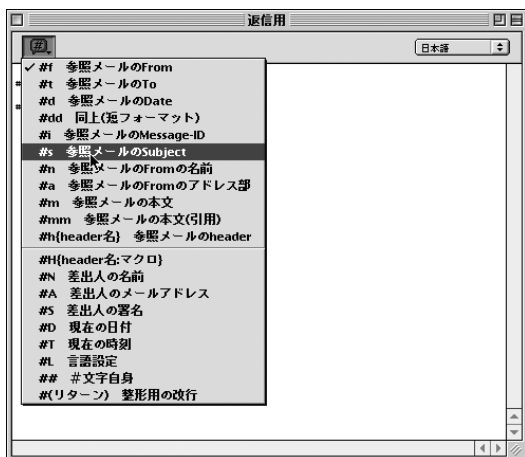 返信用
#
日本語
✓ #f 参照メールのFrom
#t 参照メールのTo
#d 参照メールのDate
#dd 同上(短フォーマット)
#i 参照メールのMessage-ID
#s 参照メールのSubject
#n 参照メールのFromの名前
#a 参照メールのFromのアドレス部
#m 参照メールの本文
#mm 参照メールの本文(引用)
#h{header名} 参照メールのheader
#H{header名:マクロ}
#N 差出人の名前
#A 差出人のメールアドレス
#S 差出人の署名
#D 現在の日付
#T 現在の時刻
#L 言語設定
## #文字自身
#(リターン) 整形用の改行